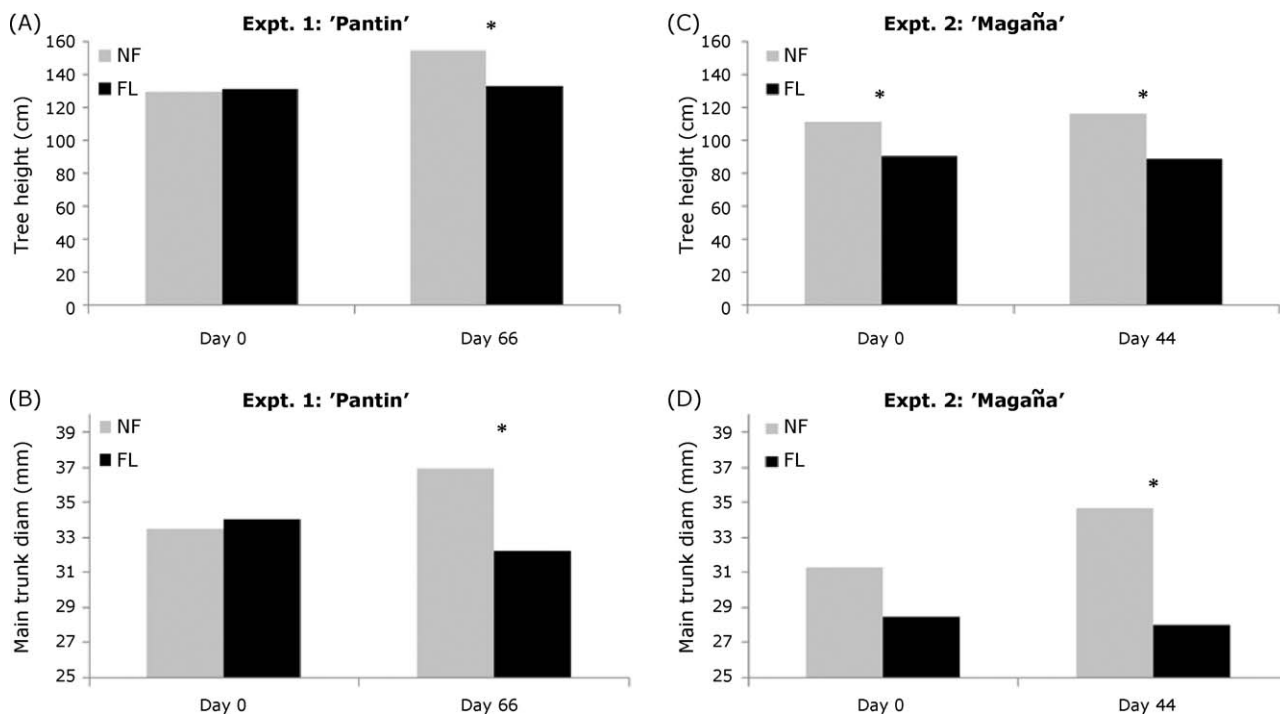 (A)
Expt. 1: ’Pantin’
*
160
140
120
100
80
60
40
20
0
Tree height (cm)
NF
FL
Day 0
Day 66
(C)
Expt. 2: ’Magaña’
160
140
120
100
80
60
40
20
0
Tree height (cm)
NF
FL
*
*
Day 0
Day 44
(B)
Expt. 1: ’Pantin’
39
37
35
33
31
29
27
25
Main trunk diam (mm)
NF
FL
*
Day 0
Day 66
(D)
Expt. 2: ’Magaña’
39
37
35
33
31
29
27
25
Main trunk diam (mm)
NF
FL
*
Day 0
Day 44